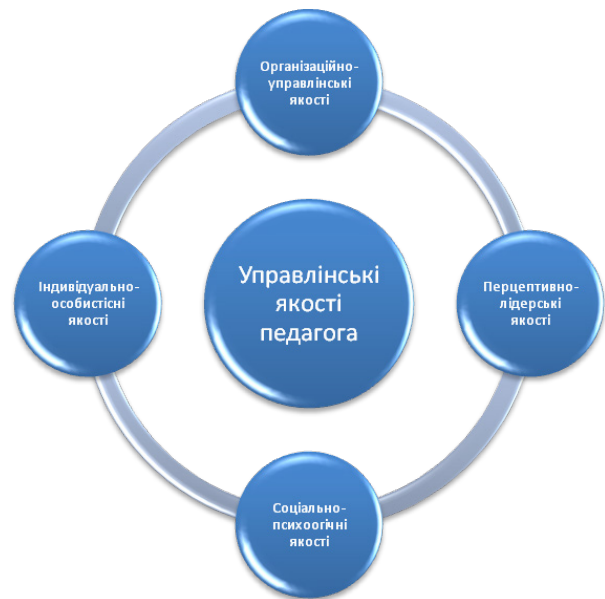 Організаційно-
управлінські
якості
Індивідуально-
особистісні
якості
Управлінські
якості
педагога
Перцептивно-
лідерські
якості
Соціально-
психоогічні
якості